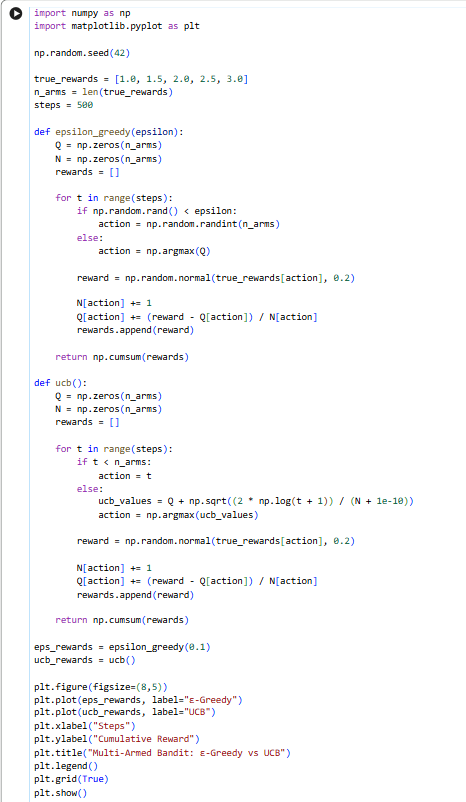 import numpy as np
import matplotlib.pyplot as plt
np.random.seed(42)
true_rewards = [1.0, 1.5, 2.0, 2.5, 3.0]
n_arms = len(true_rewards)
steps = 500
def epsilon_greedy(epsilon):
    Q = np.zeros(n_arms)
    N = np.zeros(n_arms)
    rewards = []
    for t in range(steps):
        if np.random.rand() < epsilon:
            action = np.random.randint(n_arms)
        else:
            action = np.argmax(Q)
        reward = np.random.normal(true_rewards[action], 0.2)
        N[action] += 1
        Q[action] += (reward - Q[action]) / N[action]
        rewards.append(reward)
    return np.cumsum(rewards)
def ucb():
    Q = np.zeros(n_arms)
    N = np.zeros(n_arms)
    rewards = []
    for t in range(steps):
        if t < n_arms:
            action = t
        else:
            ucb_values = Q + np.sqrt((2 * np.log(t + 1)) / (N + 1e-10))
            action = np.argmax(ucb_values)
        reward = np.random.normal(true_rewards[action], 0.2)
        N[action] += 1
        Q[action] += (reward - Q[action]) / N[action]
        rewards.append(reward)
    return np.cumsum(rewards)
eps_rewards = epsilon_greedy(0.1)
ucb_rewards = ucb()
plt.figure(figsize=(8,5))
plt.plot(eps_rewards, label="ε-Greedy")
plt.plot(ucb_rewards, label="UCB")
plt.xlabel("Steps")
plt.ylabel("Cumulative Reward")
plt.title("Multi-Armed Bandit: ε-Greedy vs UCB")
plt.legend()
plt.grid(True)
plt.show()